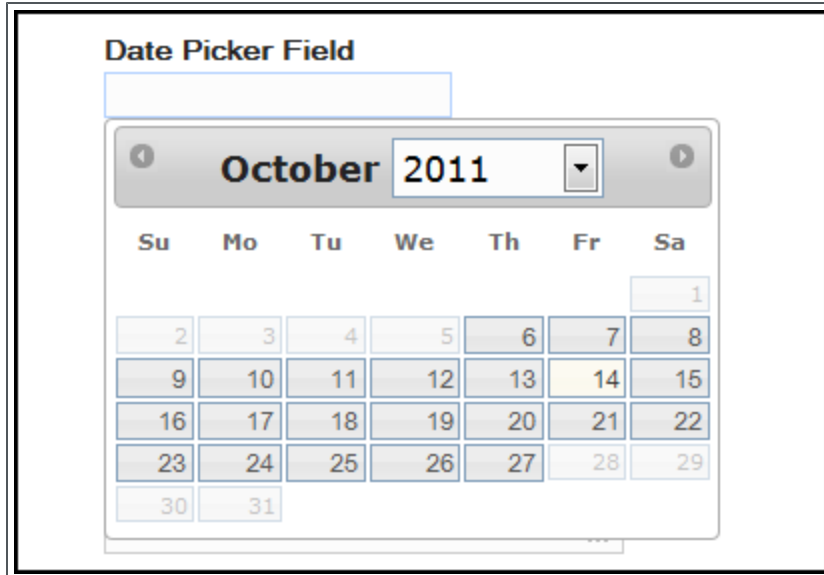 Date Picker Field
October 2011
Su Mo Tu We Th Fr Sa
1
2 3 4 5 6 7 8
9 10 11 12 13 14 15
16 17 18 19 20 21 22
23 24 25 26 27 28 29
30 31
...